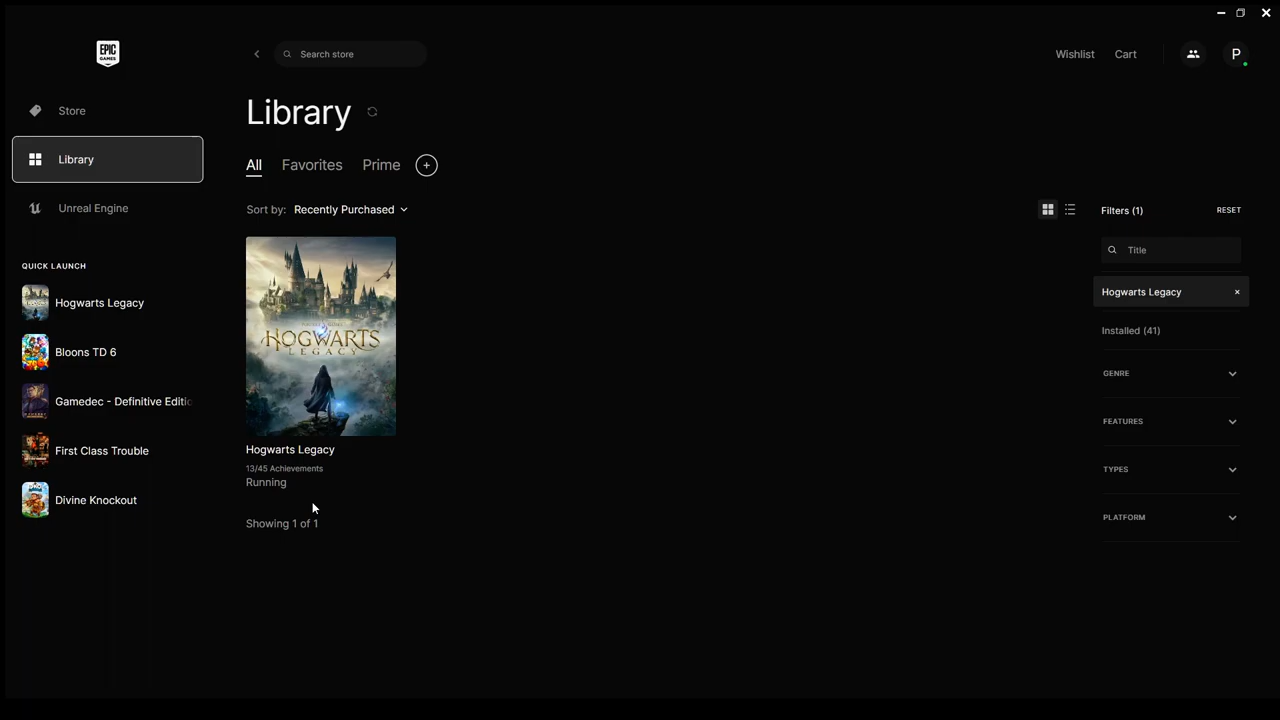 EPIC
GAMES
Search store
Wishlist
Cart
P
Store
Library
Unreal Engine
QUICK LAUNCH
Hogwarts Legacy
Bloons TD 6
Gamedec - Definitive Editio
First Class Trouble
Divine Knockout
Library
All
Favorites
Prime
Sort by: Recently Purchased
HOGWARTS
LEGACY
Hogwarts Legacy
13/45 Achievements
Running
Showing 1 of 1
Filters (1)
RESET
Title
Hogwarts Legacy
Installed (41)
GENRE
FEATURES
TYPES
PLATFORM